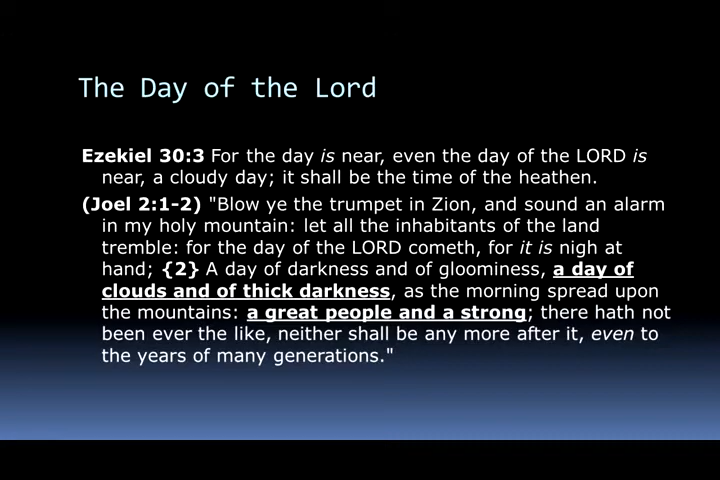 The Day of the Lord
Ezekiel 30:3 For the day is near, even the day of the LORD is
near, a cloudy day; it shall be the time of the heathen.
(Joel 2:1-2) "Blow ye the trumpet in Zion, and sound an alarm
in my holy mountain: let all the inhabitants of the land
tremble: for the day of the LORD cometh, for it is nigh at
hand; {2} A day of darkness and of gloominess, a day of
clouds and of thick darkness, as the morning spread upon
the mountains: a great people and a strong; there hath not
been ever the like, neither shall be any more after it, even to
the years of many generations."